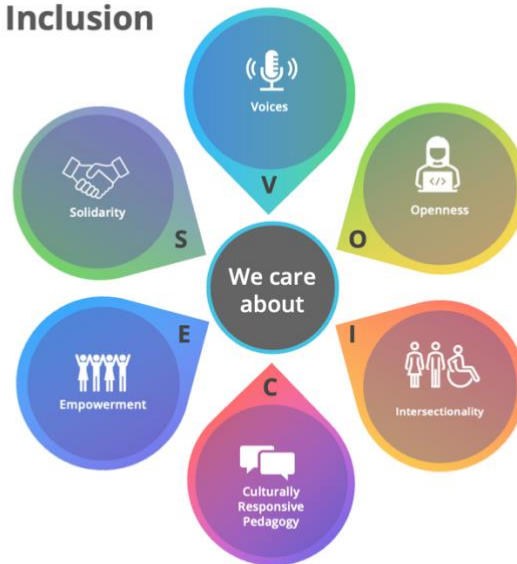 Inclusion
Voices
V
Openness
O
Intersectionality
I
Culturally
Responsive
Pedagogy
C
Empowerment
E
Solidarity
S
We care
about
</>